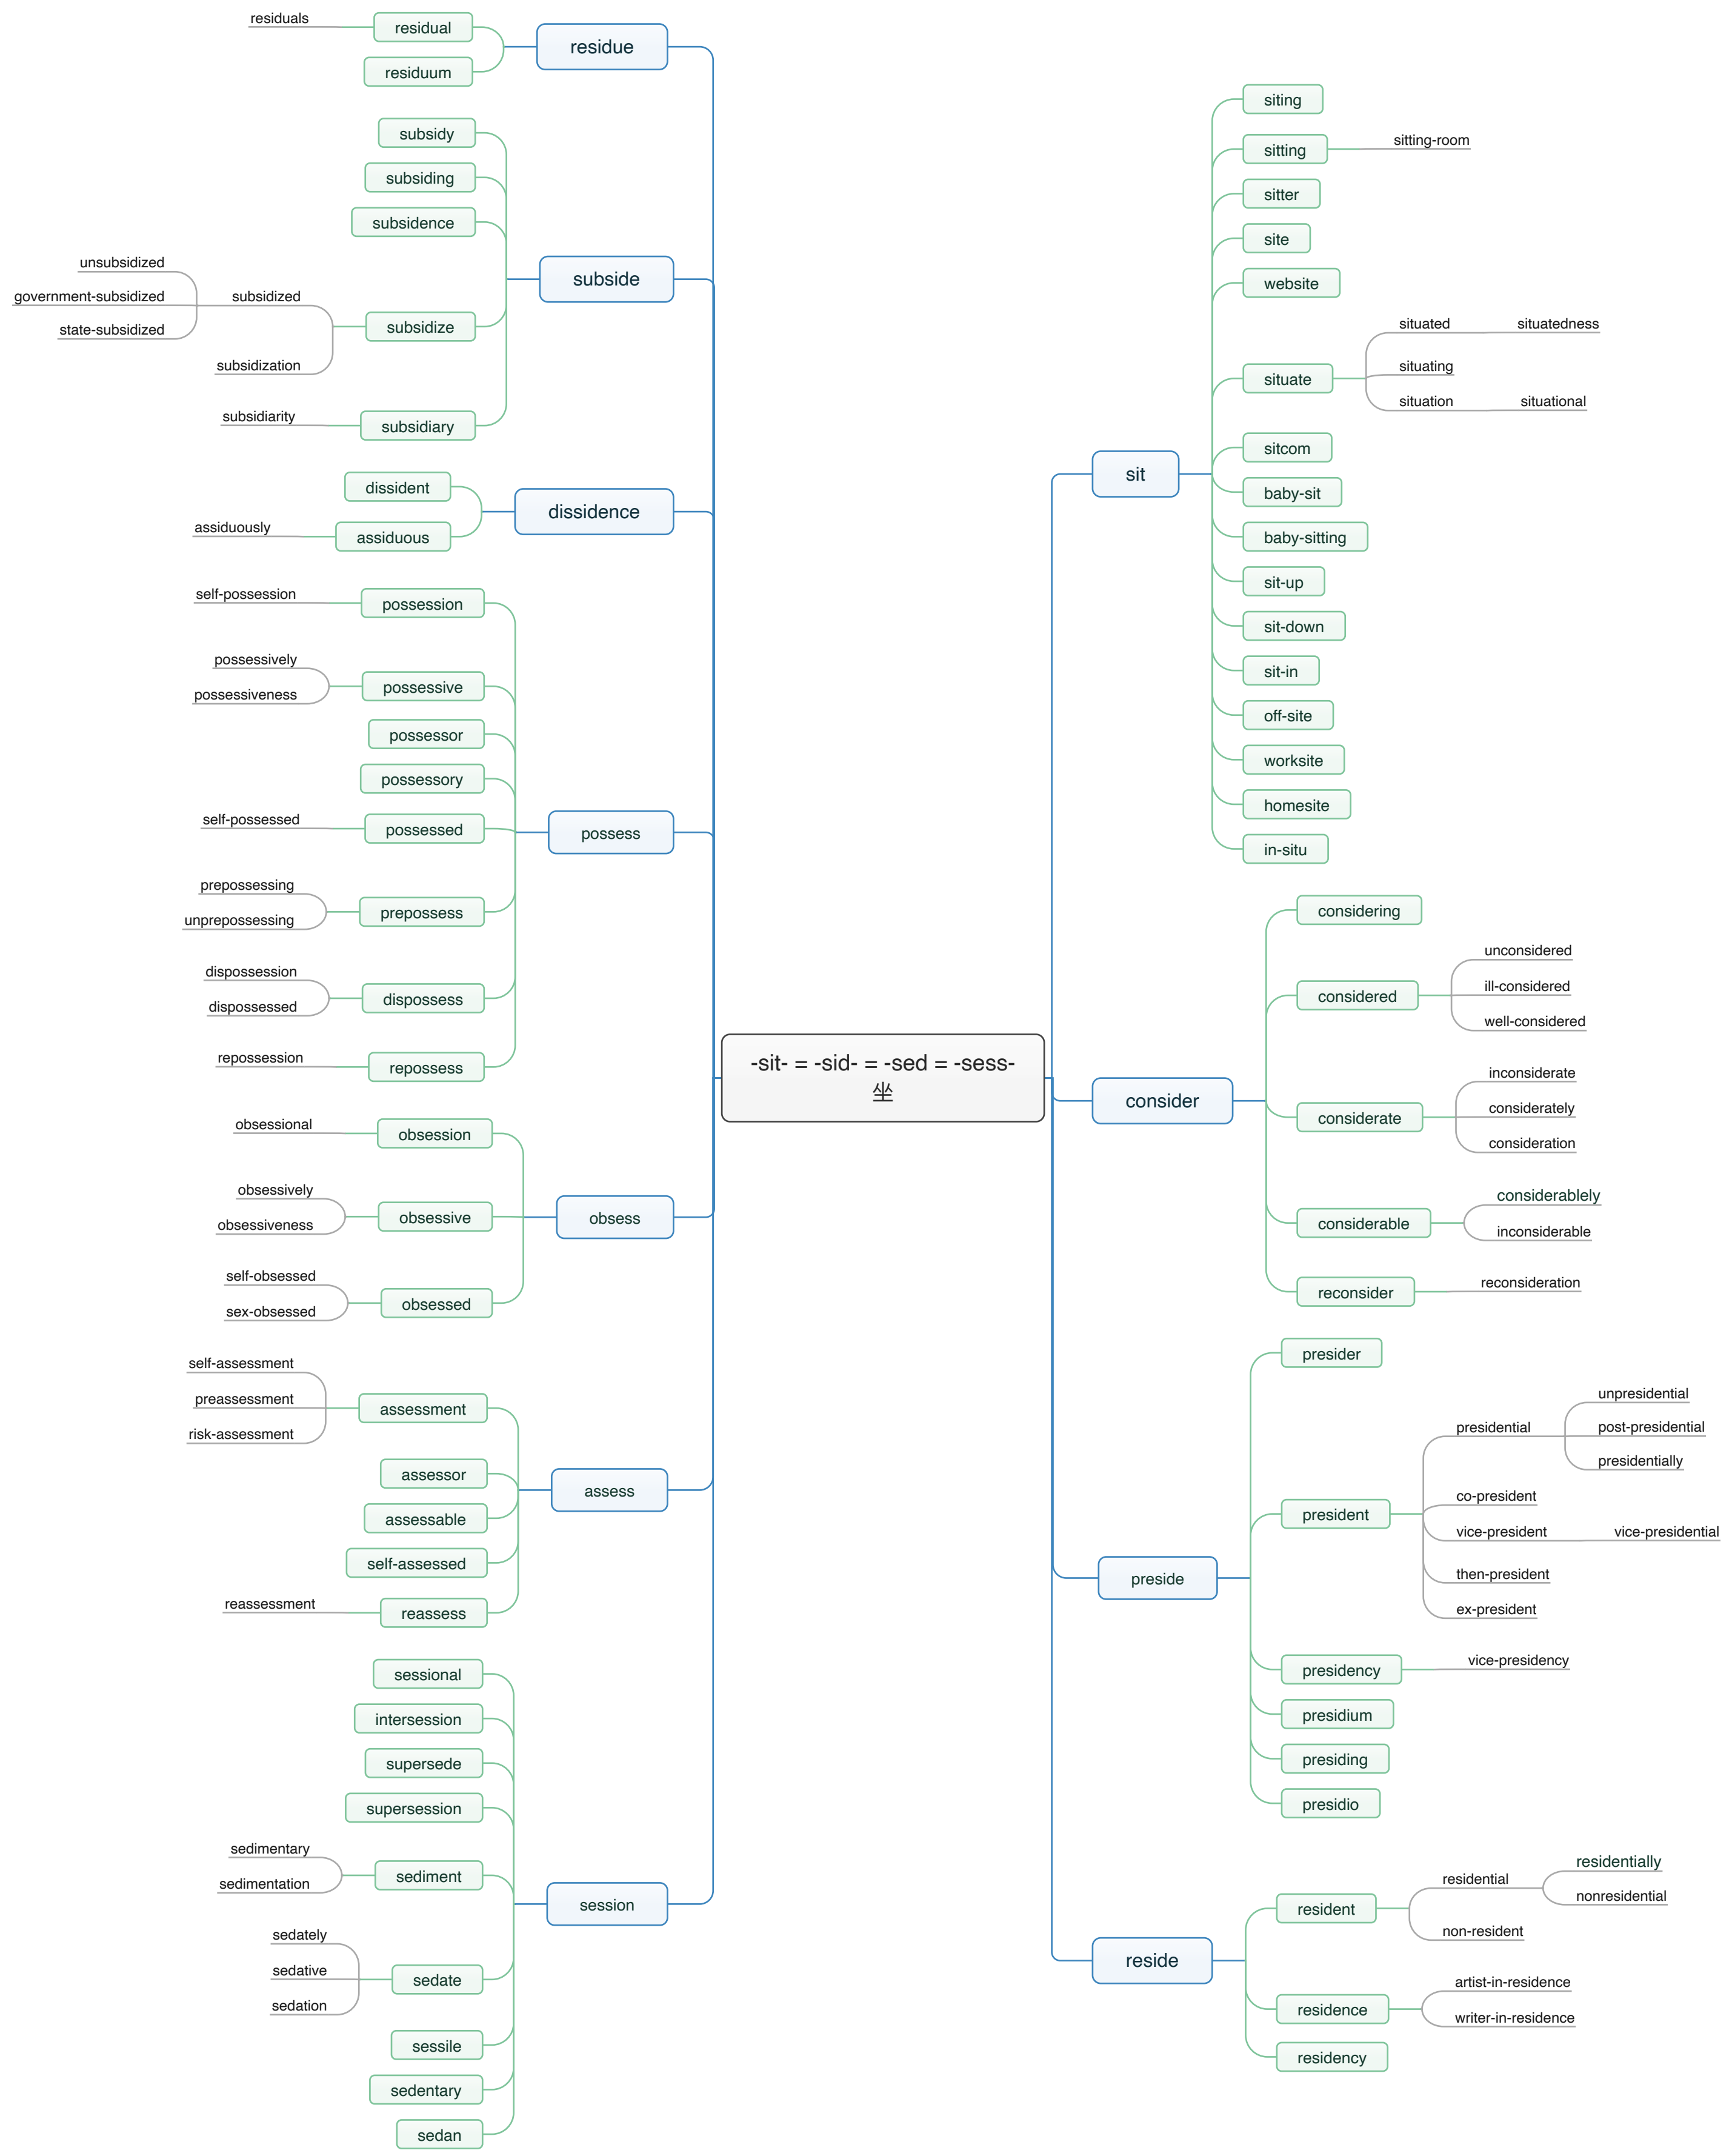 -sit- = -sid- = -sed = -sess-
坐
residue
residual
residuals
residuum
subside
subsidy
subsiding
subsidence
subsidize
subsidized
unsubsidized
government-subsidized
state-subsidized
subsidization
subsidiary
subsidiarity
dissidence
dissident
assiduous
assiduously
possess
possession
self-possession
possessive
possessively
possessiveness
possessor
possessory
possessed
self-possessed
prepossess
prepossessing
unprepossessing
dispossess
dispossession
dispossessed
repossess
repossession
obsess
obsession
obsessional
obsessive
obsessively
obsessiveness
obsessed
self-obsessed
sex-obsessed
assess
assessment
self-assessment
preassessment
risk-assessment
assessor
assessable
self-assessed
reassess
reassessment
session
sessional
intersession
supersede
supersession
sediment
sedimentary
sedimentation
sedate
sedately
sedative
sedation
sessile
sedentary
sedan
sit
siting
sitting
sitting-room
sitter
site
website
situate
situated
situatedness
situating
situation
situational
sitcom
baby-sit
baby-sitting
sit-up
sit-down
sit-in
off-site
worksite
homesite
in-situ
consider
considering
considered
unconsidered
ill-considered
well-considered
considerate
inconsiderate
considerately
consideration
considerable
considerablely
inconsiderable
reconsider
reconsideration
preside
presider
president
presidential
unpresidential
post-presidential
presidentially
co-president
vice-president
vice-presidential
then-president
ex-president
presidency
vice-presidency
presidium
presiding
presidio
reside
resident
residential
residentially
nonresidential
non-resident
residence
artist-in-residence
writer-in-residence
residency